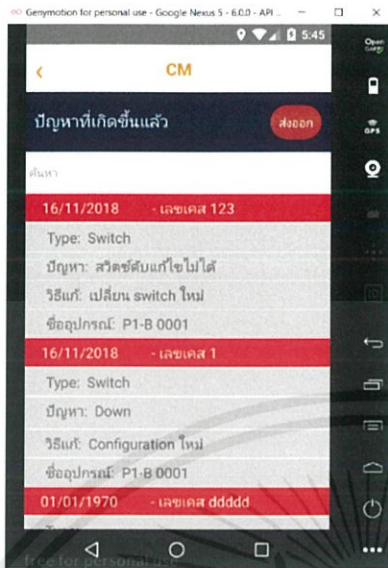 Genymotion for personal use - Google Nexus 5 - 6.0.0 - API ...
5:45
CM
ปัญหาที่เกิดขึ้นแล้ว
ส่งออก
ค้นหา
16/11/2018 - เลขเคส 123
Type: Switch
ปัญหา: สวิตช์ดับแก้ไขไม่ได้
วิธีแก้: เปลี่ยน switch ใหม่
ชื่ออุปกรณ์: P1-B 0001
16/11/2018 - เลขเคส 1
Type: Switch
ปัญหา: Down
วิธีแก้: Configuration ใหม่
ชื่ออุปกรณ์: P1-B 0001
01/01/1970 - เลขเคส ddddd
free for personal use
GPS